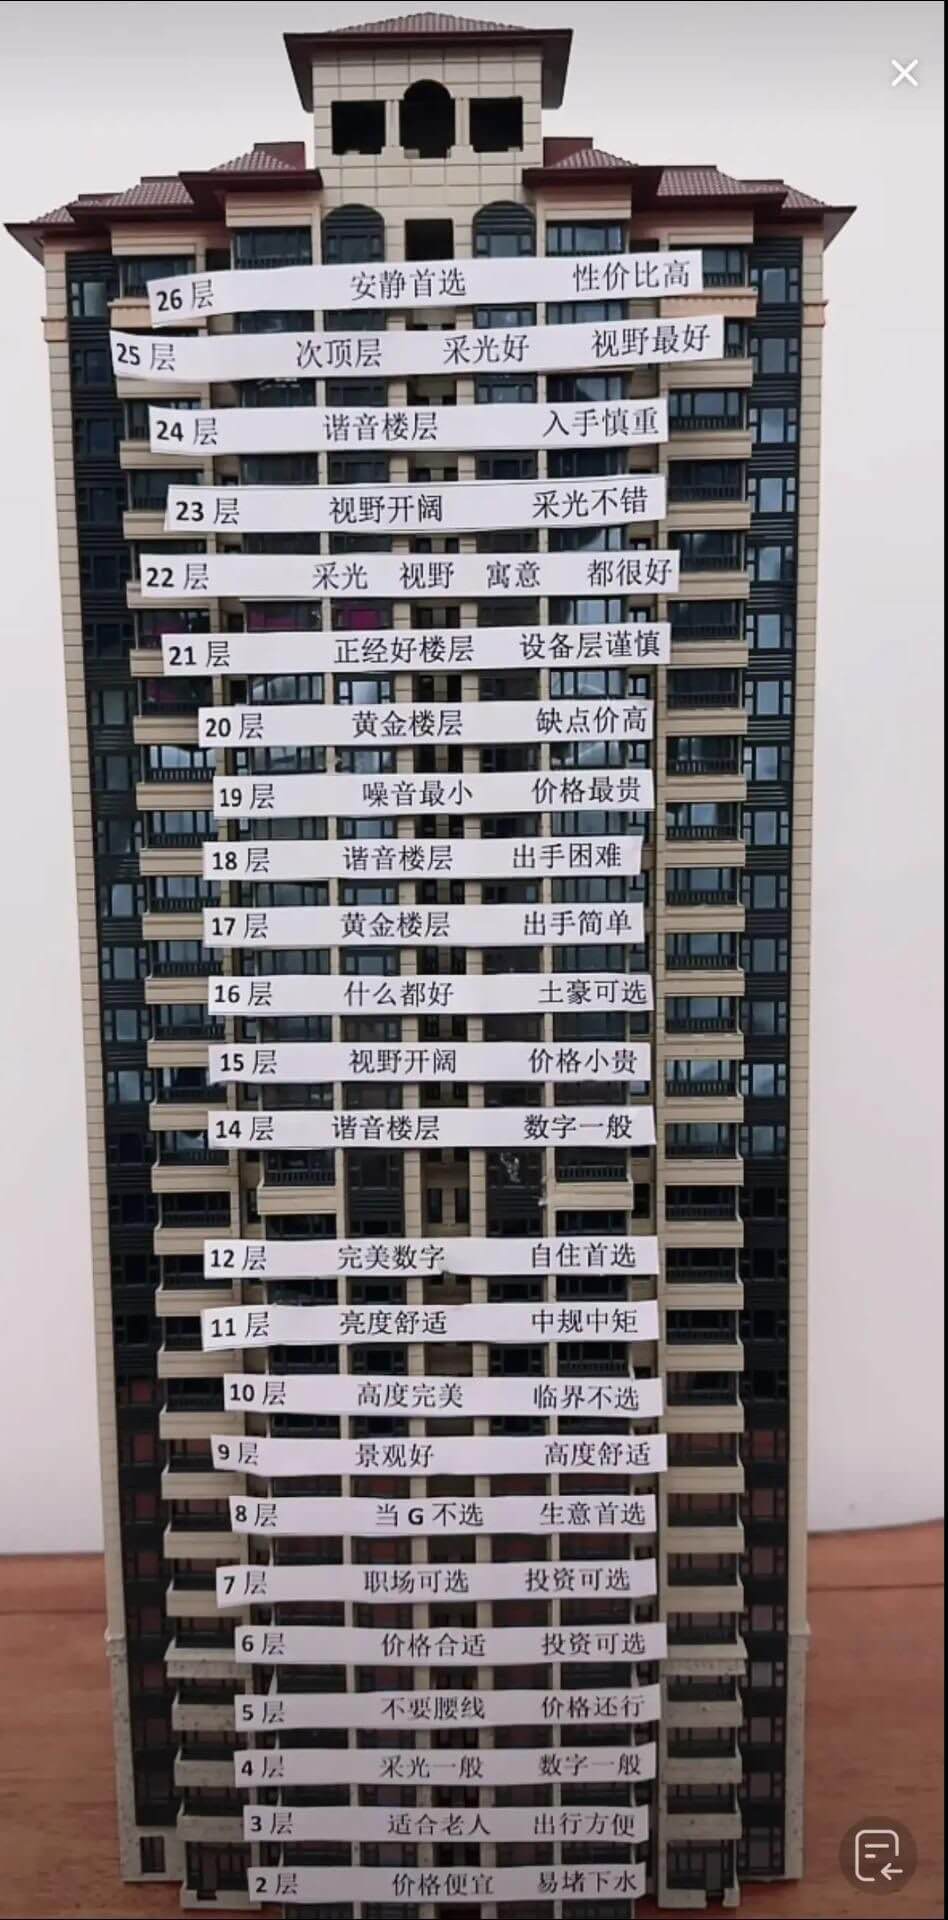 26层 安静首选 性价比高
25层 次顶层 采光好 视野最好
24层 谐音楼层 入手慎重
23层 视野开阔 采光不错
22层 采光 视野 寓意 都很好
21层 正经好楼层 设备层谨慎
20层 黄金楼层 缺点价高
19层 噪音最小 价格最贵
18层 谐音楼层 出手困难
17层 黄金楼层 出手简单
16层 什么都好 土豪可选
15层 视野开阔 价格小贵
14层 谐音楼层 数字一般
12层 完美数字 自住首选
11层 亮度舒适 中规中矩
10层 高度完美 临界不选
9层 景观好 高度舒适
8层 当G不选 生意首选
7层 职场可选 投资可选
6层 价格合适 投资可选
5层 不要腰线 价格还行
4层 采光一般 数字一般
3层 适合老人 出行方便
2层 价格便宜 易堵下水